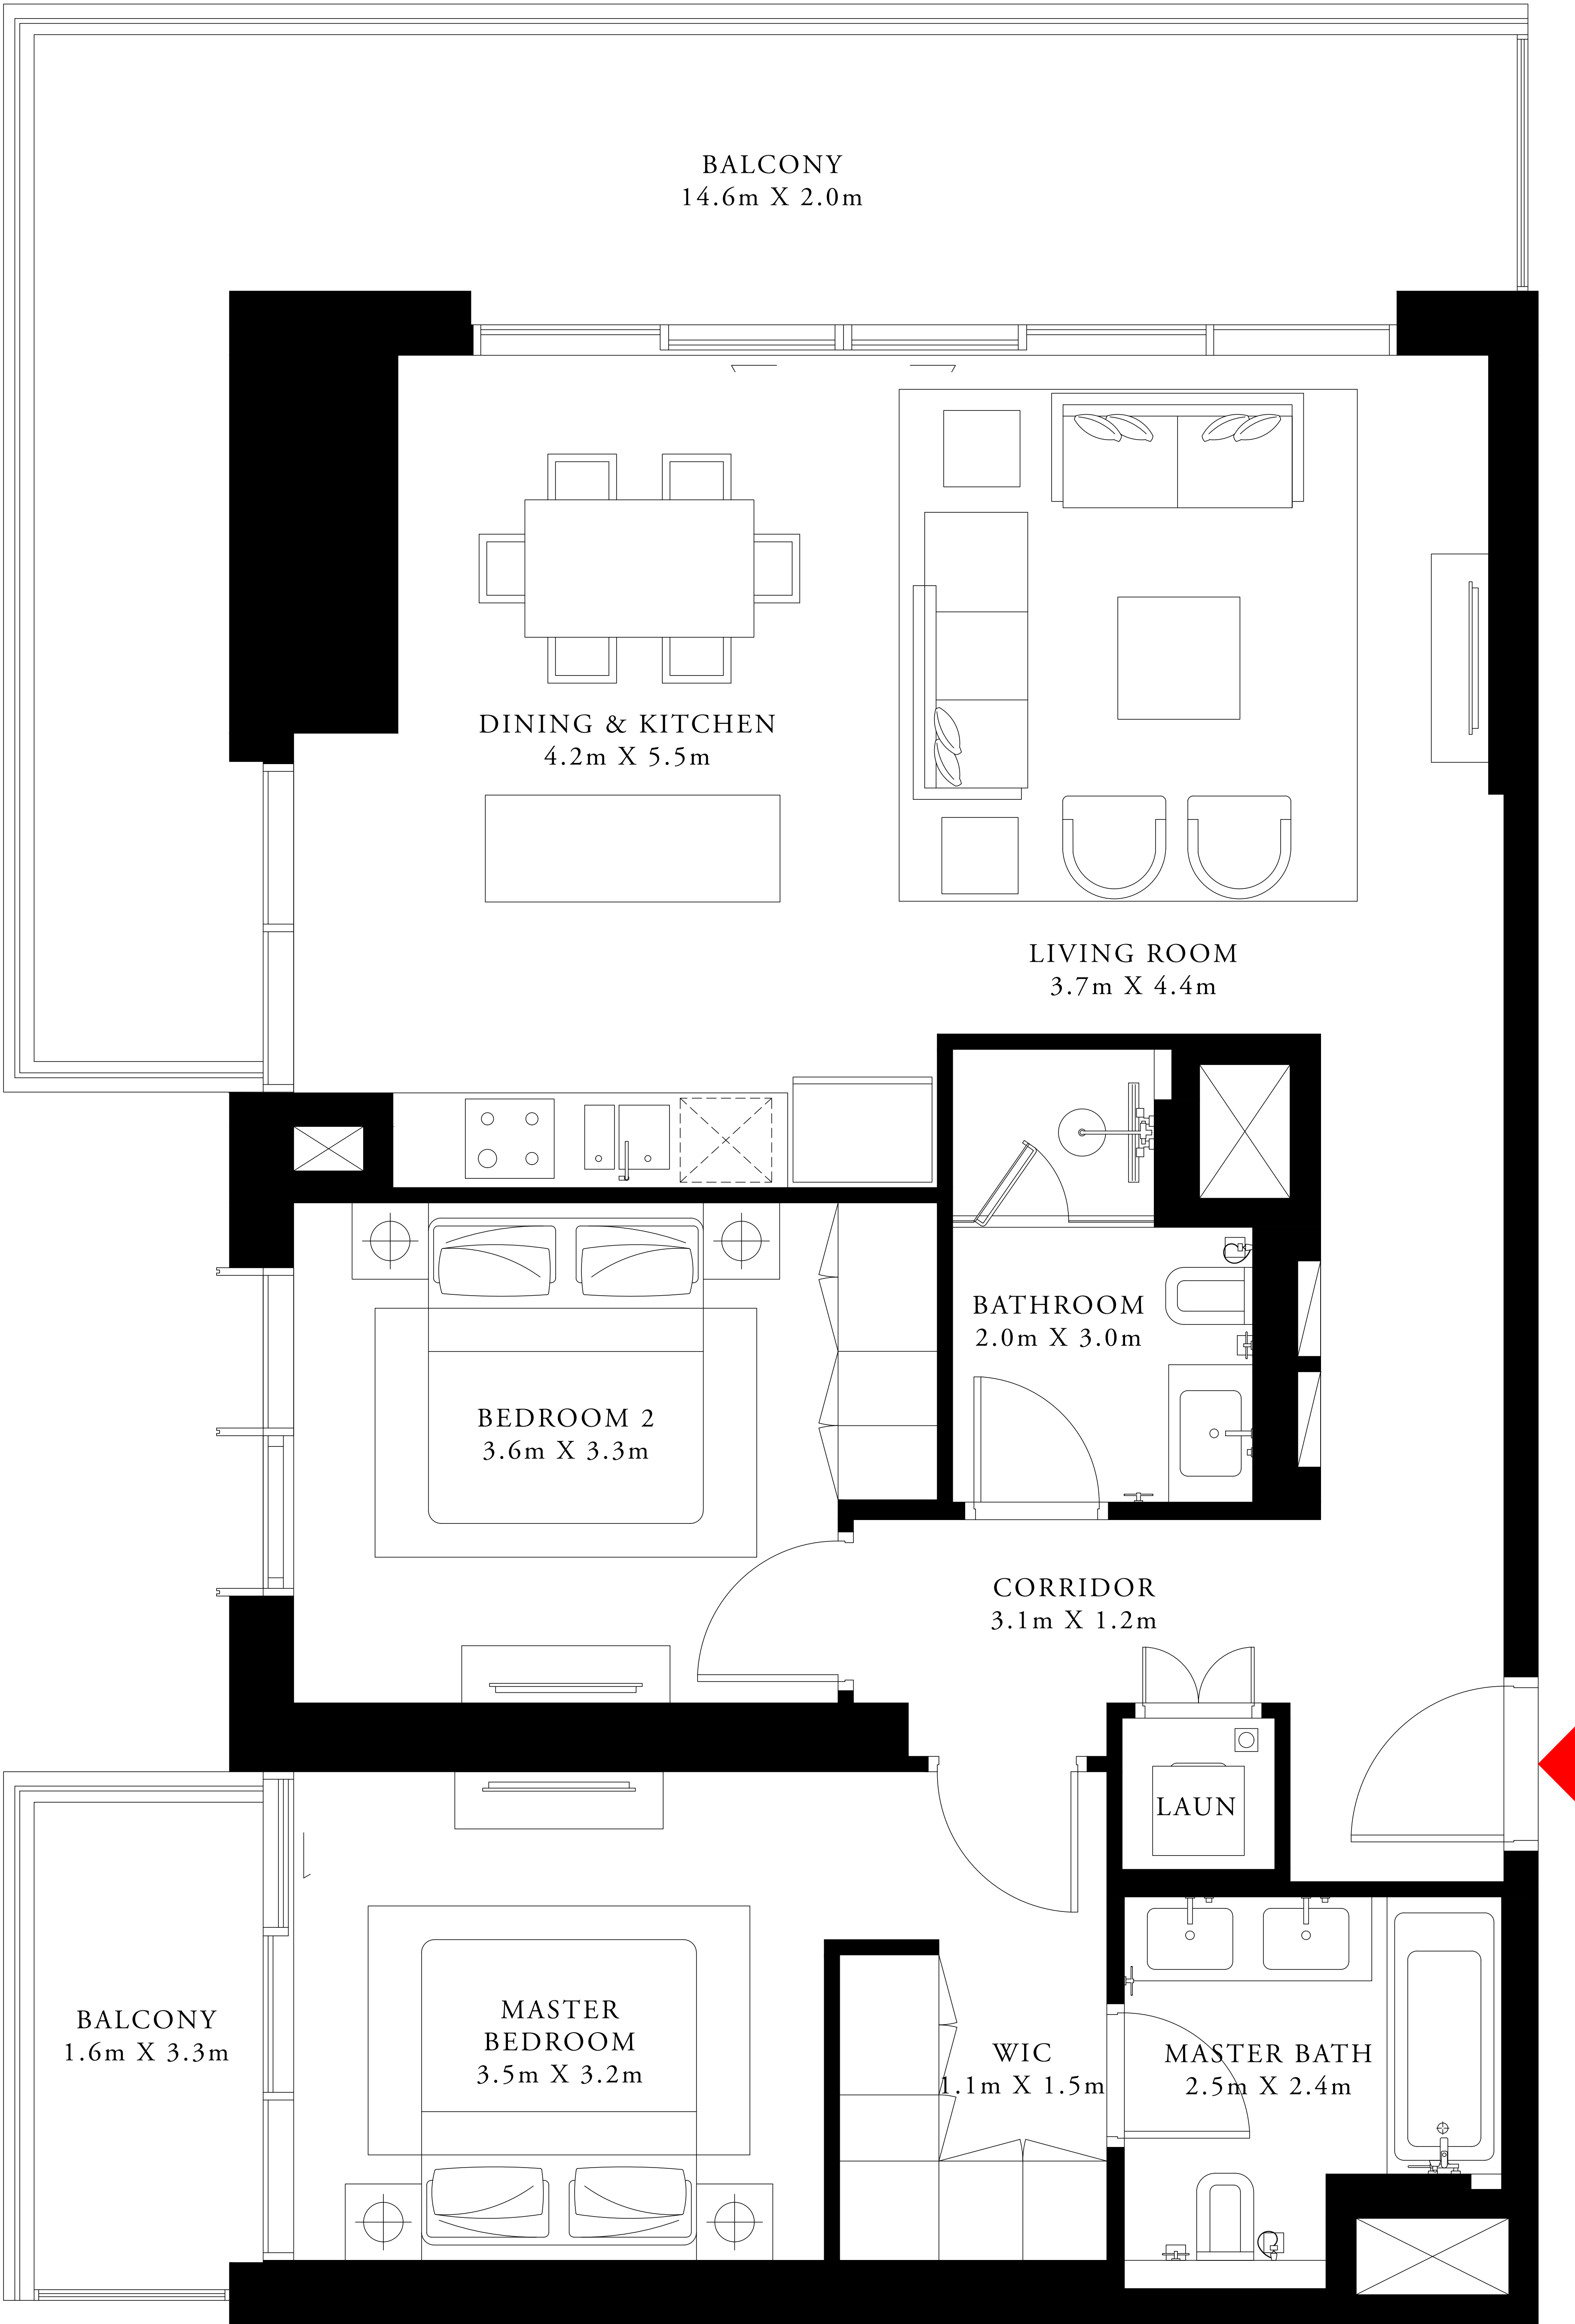 BALCONY
14.6m X 2.0m
DINING & KITCHEN
4.2m X 5.5m
LIVING ROOM
3.7m X 4.4m
BATHROOM
2.0m X 3.0m
BEDROOM 2
3.6m X 3.3m
CORRIDOR
3.1m X 1.2m
LAUN
BALCONY
1.6m X 3.3m
MASTER
BEDROOM
3.5m X 3.2m
WIC
1.1m X 1.5m
MASTER BATH
2.5m X 2.4m